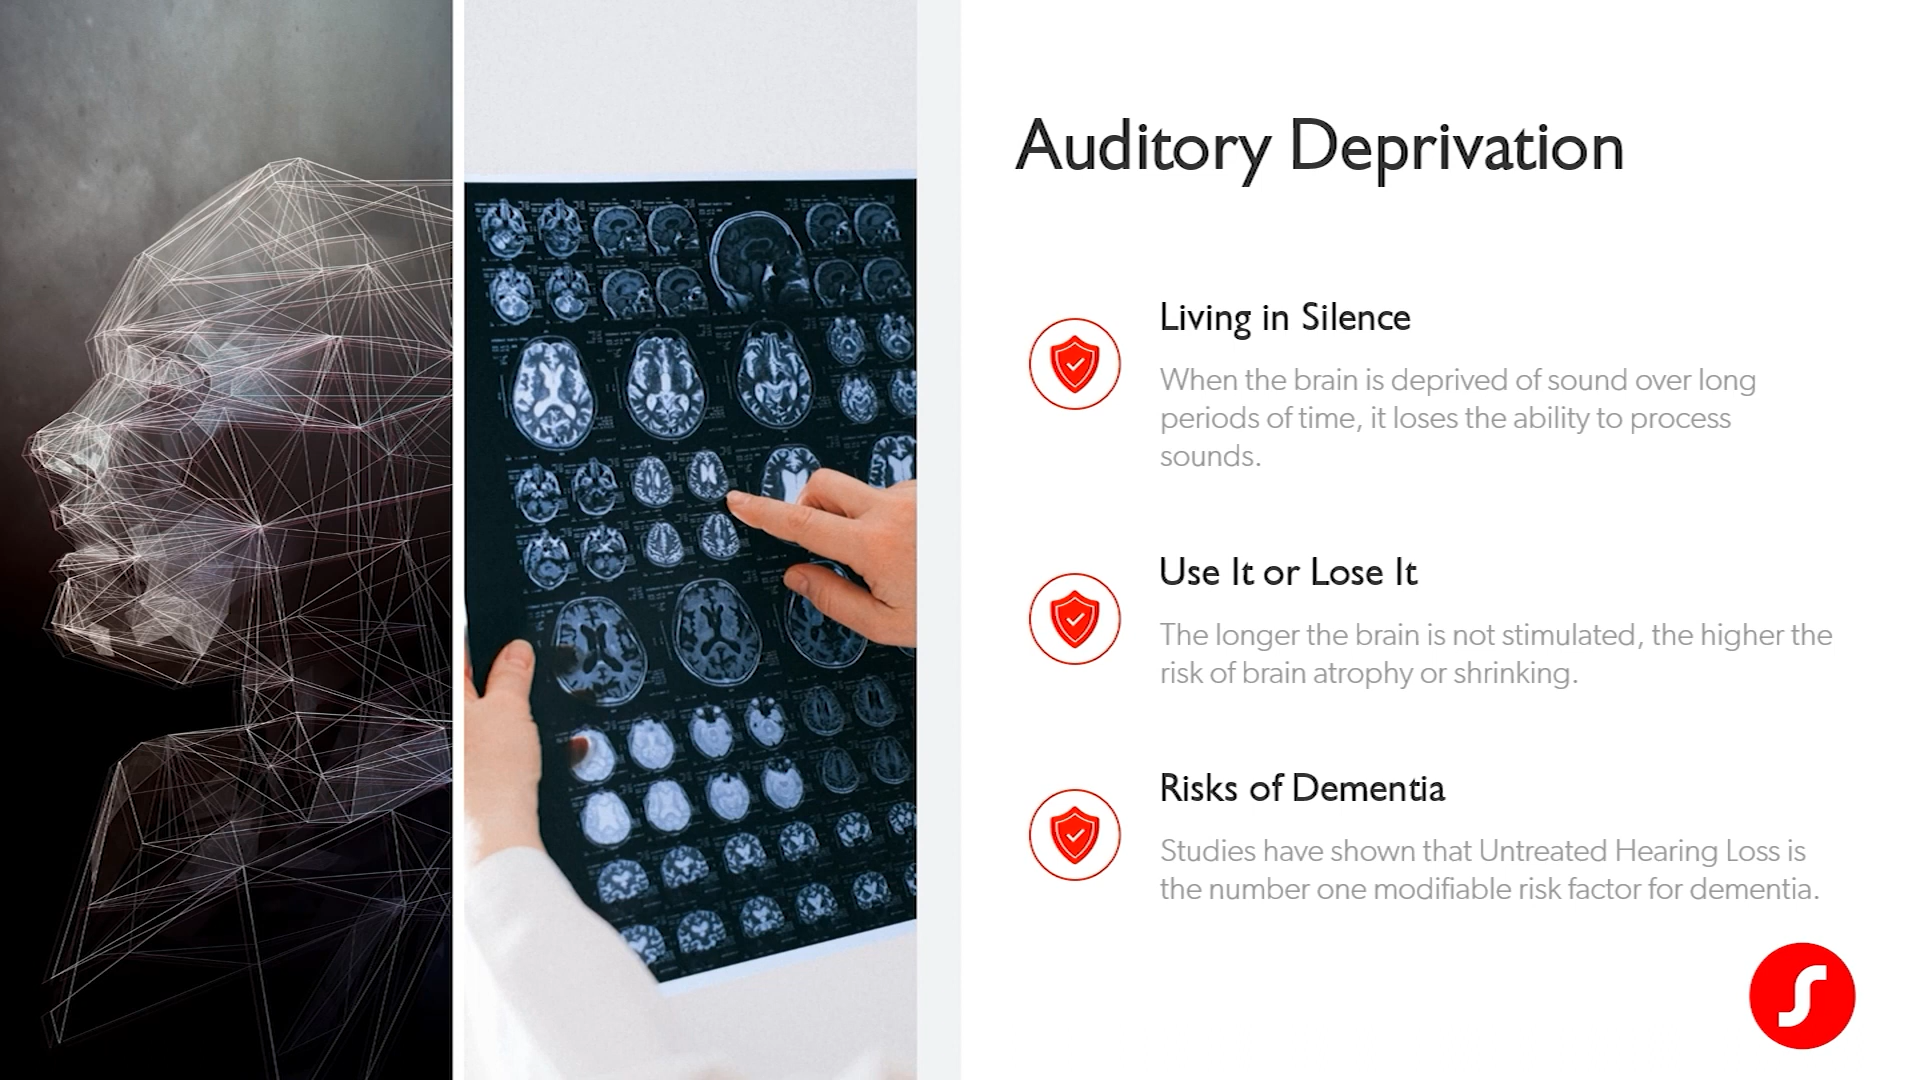 Auditory Deprivation
Living in Silence
When the brain is deprived of sound over long
periods of time, it loses the ability to process
sounds.
Use It or Lose It
The longer the brain is not stimulated, the higher the
risk of brain atrophy or shrinking.
Risks of Dementia
Studies have shown that Untreated Hearing Loss is
the number one modifiable risk factor for dementia.